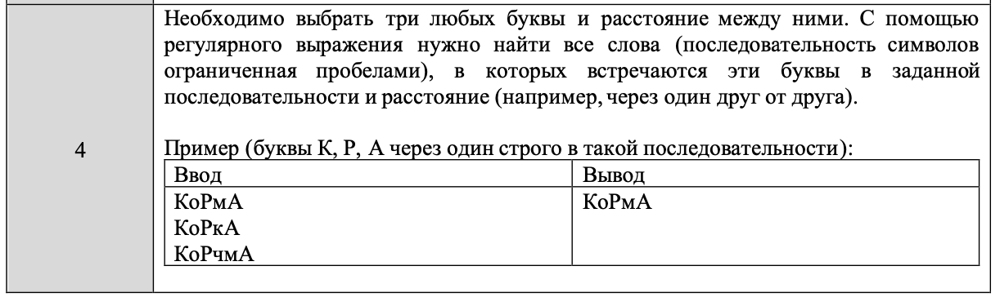 Необходимо выбрать три любых буквы и расстояние между ними. С помощью
регулярного выражения нужно найти все слова (последовательность символов
ограниченная пробелами), в которых встречаются эти буквы в заданной
последовательности и расстояние (например, через один друг от друга).
4
Пример (буквы К, Р, А через один строго в такой последовательности):
Ввод Вывод
КоРмА КоРмА
КоРкА
КоРчмА